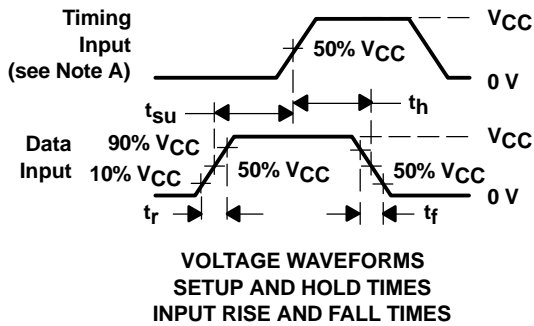 Timing
Input
(see Note A)
50% VCC
VCC
0 V
tsu
th
Data
Input
90% VCC
10% VCC
50% VCC
50% VCC
VCC
0 V
tr
tf
VOLTAGE WAVEFORMS
SETUP AND HOLD TIMES
INPUT RISE AND FALL TIMES